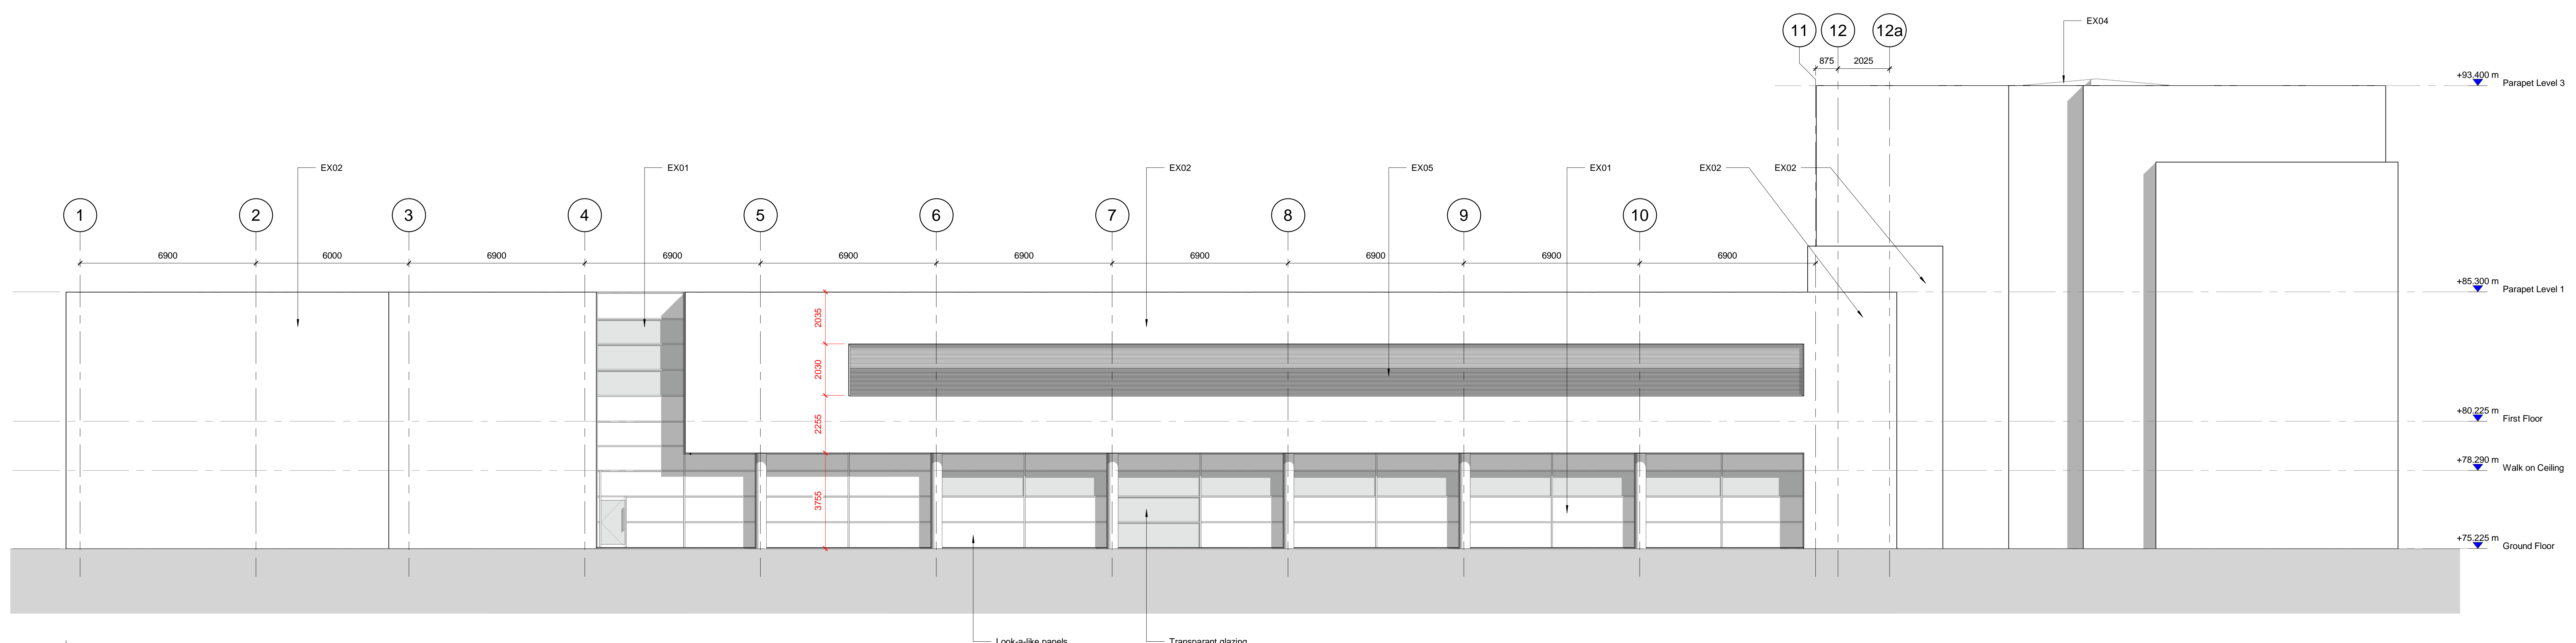 EX04
11
12
12a
875
2025
+93.400 m
Parapet Level 3
EX02
EX01
EX02
EX05
EX01
EX02
EX02
1
2
3
4
5
6
7
8
9
10
6900
6000
6900
6900
6900
6900
6900
6900
6900
6900
+85.300 m
Parapet Level 1
2035
2030
2255
3755
+80.225 m
First Floor
+78.290 m
Walk on Ceiling
+75.225 m
Ground Floor
Look-a-like panels
Transparant glazing